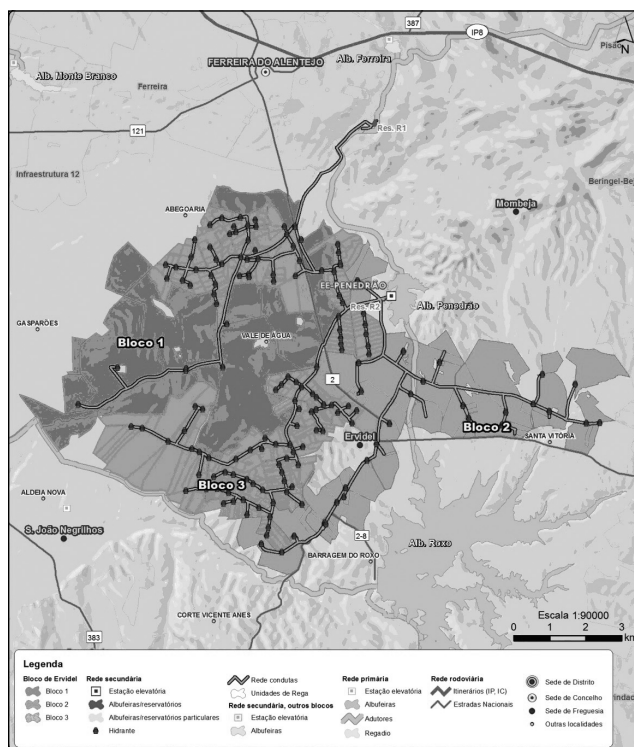 387
IP8
Pisão
N
Alb. Monte Branco
FERREIRA DO ALENTEJO
Alb. Ferreira
Ferreira
121
Res. R1
Infraestrutura 12
Beringel-Be
ABEGOARIA
Mombeja
EE-PENEDRÃO
Res. R2
Alb. Penedrão
GASPARÕES
Bloco 1
VALE DE ÁGUA
2
Bloco 2
Ervidel
SANTA VITÓRIA
Bloco 3
ALDEIA NOVA
S. João Negrilhos
2-8
Alb. Roxo
BARRAGEM DO ROXO
CORTE VICENTE ANES
383
Escala 1:90000
0 1 2 3
km
Legenda
Bloco de Ervidel
Bloco 1
Bloco 2
Bloco 3
Rede secundária
Estação elevatória
Albufeiras/reservatórios
Albufeiras/reservatórios particulares
Hidrante
Rede condutas
Unidades de Rega
Rede secundária, outros blocos
Estação elevatória
Albufeiras
Rede primária
Estação elevatória
Albufeiras
Adutores
Regadio
Rede rodoviária
Itinerários (IP, IC)
Estradas Nacionais
Sede de Distrito
Sede de Concelho
Sede de Freguesia
Outras localidades